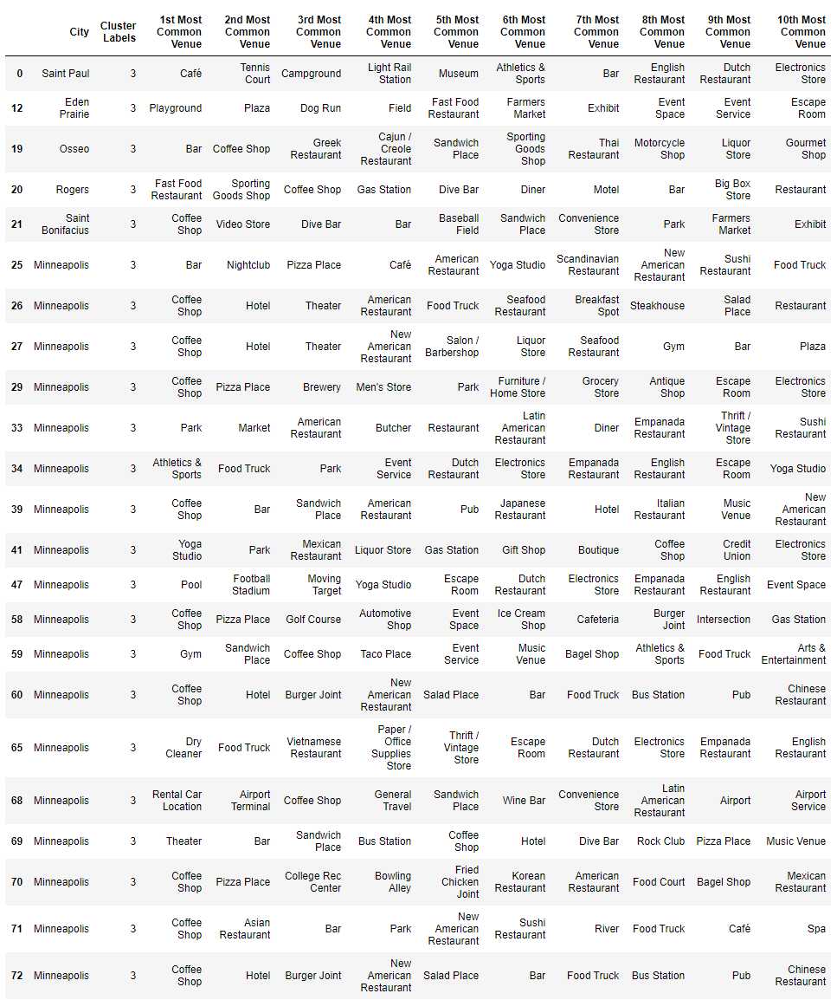 City Cluster Labels 1st Most Common Venue 2nd Most Common Venue 3rd Most Common Venue 4th Most Common Venue 5th Most Common Venue 6th Most Common Venue 7th Most Common Venue 8th Most Common Venue 9th Most Common Venue 10th Most Common Venue
0 Saint Paul 3 Café Tennis Court Campground Light Rail Station Museum Athletics & Sports Bar English Restaurant Dutch Restaurant Electronics Store
12 Eden Prairie 3 Playground Plaza Dog Run Field Fast Food Restaurant Farmers Market Exhibit Event Space Event Service Escape Room
19 Osseo 3 Bar Coffee Shop Greek Restaurant Cajun / Creole Restaurant Sandwich Place Sporting Goods Shop Thai Restaurant Motorcycle Shop Liquor Store Gourmet Shop
20 Rogers 3 Fast Food Restaurant Sporting Goods Shop Coffee Shop Gas Station Dive Bar Diner Motel Bar Big Box Store Restaurant
21 Saint Bonifacius 3 Coffee Shop Video Store Dive Bar Bar Baseball Field Sandwich Place Convenience Store Park Farmers Market Exhibit
25 Minneapolis 3 Bar Nightclub Pizza Place Café American Restaurant Yoga Studio Scandinavian Restaurant New American Restaurant Sushi Restaurant Food Truck
26 Minneapolis 3 Coffee Shop Hotel Theater American Restaurant Food Truck Seafood Restaurant Breakfast Spot Steakhouse Salad Place Restaurant
27 Minneapolis 3 Coffee Shop Hotel Theater New American Restaurant Salon / Barbershop Liquor Store Seafood Restaurant Gym Bar Plaza
29 Minneapolis 3 Coffee Shop Pizza Place Brewery Men's Store Park Furniture / Home Store Grocery Store Antique Shop Escape Room Electronics Store
33 Minneapolis 3 Park Market American Restaurant Butcher Restaurant Latin American Restaurant Diner Empanada Restaurant Thrift / Vintage Store Sushi Restaurant
34 Minneapolis 3 Athletics & Sports Food Truck Park Event Service Dutch Restaurant Electronics Store Empanada Restaurant English Restaurant Escape Room Yoga Studio
39 Minneapolis 3 Coffee Shop Bar Sandwich Place American Restaurant Pub Japanese Restaurant Hotel Italian Restaurant Music Venue New American Restaurant
41 Minneapolis 3 Yoga Studio Park Mexican Restaurant Liquor Store Gas Station Gift Shop Boutique Coffee Shop Credit Union Electronics Store
47 Minneapolis 3 Pool Football Stadium Moving Target Yoga Studio Escape Room Dutch Restaurant Electronics Store Empanada Restaurant English Restaurant Event Space
58 Minneapolis 3 Coffee Shop Pizza Place Golf Course Automotive Shop Event Space Ice Cream Shop Cafeteria Burger Joint Intersection Gas Station
59 Minneapolis 3 Gym Sandwich Place Coffee Shop Taco Place Event Service Music Venue Bagel Shop Athletics & Sports Food Truck Arts & Entertainment
60 Minneapolis 3 Coffee Shop Hotel Burger Joint New American Restaurant Salad Place Bar Food Truck Bus Station Pub Chinese Restaurant
65 Minneapolis 3 Dry Cleaner Food Truck Vietnamese Restaurant Paper / Office Supplies Store Thrift / Vintage Store Escape Room Dutch Restaurant Electronics Store Empanada Restaurant English Restaurant
68 Minneapolis 3 Rental Car Location Airport Terminal Coffee Shop General Travel Sandwich Place Wine Bar Convenience Store Latin American Restaurant Airport Airport Service
69 Minneapolis 3 Theater Bar Sandwich Place Bus Station Coffee Shop Hotel Dive Bar Rock Club Pizza Place Music Venue
70 Minneapolis 3 Coffee Shop Pizza Place College Rec Center Bowling Alley Fried Chicken Joint Korean Restaurant American Restaurant Food Court Bagel Shop Mexican Restaurant
71 Minneapolis 3 Coffee Shop Asian Restaurant Bar Park New American Restaurant Sushi Restaurant River Food Truck Café Spa
72 Minneapolis 3 Coffee Shop Hotel Burger Joint New American Restaurant Salad Place Bar Food Truck Bus Station Pub Chinese Restaurant